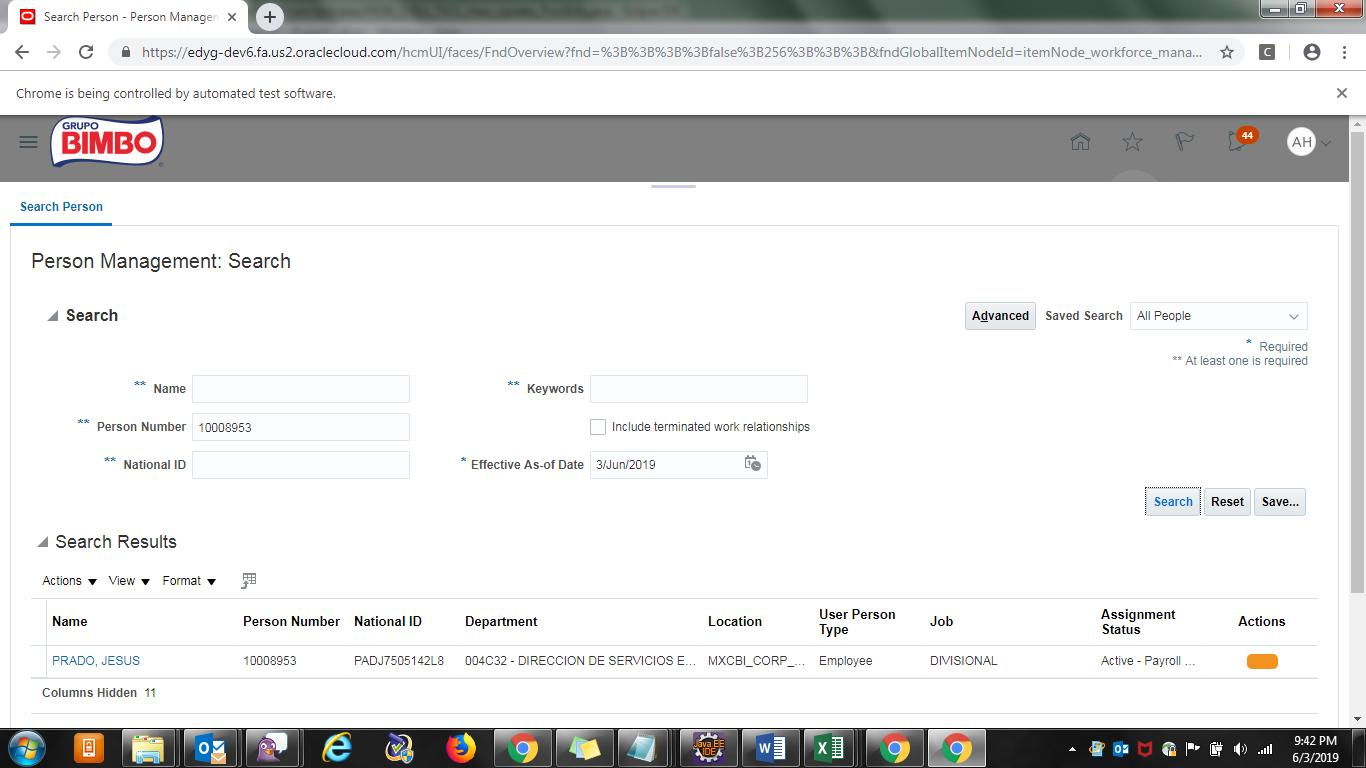 Search Person - Person Managen
https://edyg-dev6.fa.us2.oraclecloud.com/hcmUI/faces/FndOverview?fnd=%3B%3B%3B%3Bfalse%3B256%3B%3B%3B&fndGlobalItemNodeId=itemNode_workforce_mana...
C
Chrome is being controlled by automated test software.
GRUPO
BIMBO
44
AH
Search Person
Person Management: Search
Search
Advanced
Saved Search
All People
* Required
** At least one is required
** Name
** Keywords
** Person Number
10008953
Include terminated work relationships
** National ID
* Effective As-of Date
3/Jun/2019
Search
Reset
Save...
Search Results
Actions
View
Format
Name
Person Number
National ID
Department
Location
User Person
Type
Job
Assignment
Status
Actions
PRADO, JESUS
10008953
PADJ7505142L8
004C32 - DIRECCION DE SERVICIOS E...
MXCBI_CORP_...
Employee
DIVISIONAL
Active - Payroll ...
Columns Hidden 11
Java EE
IDE
9:42 PM
6/3/2019